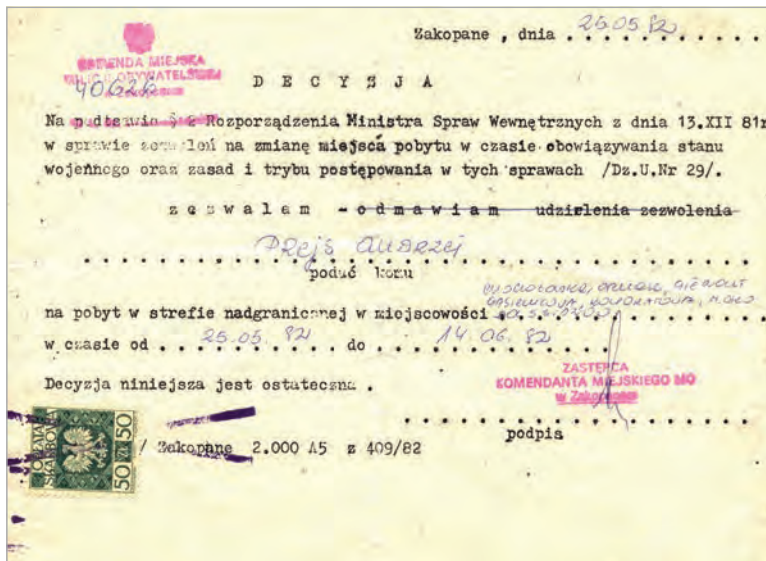 Zakopane , dnia 25.05 82
KOMENDA MIEJSKA
MILICJI OBYWATELSKIEJ
w Zakopanem
D E C Y Z J A
Na podstawie § 2 Rozporządzenia Ministra Spraw Wewnętrznych z dnia 13.XII 81r
w sprawie zezwoleń na zmianę miejsca pobytu w czasie obowiązywania stanu
wojennego oraz zasad i trybu postępowania w tych sprawach /Dz.U.Nr 29/.
z e z w a l a m - o d m a w i a m udzielenia zezwolenia
Prejs Andrzej
podać komu
na pobyt w strefie nadgranicznej w miejscowości
w czasie od 25.05. 82 do 14 06. 82
Decyzja niniejsza jest ostateczna .
ZASTĘPCA
KOMENDANTA MIEJSKIEGO MO
w Zakopanem
podpis
OPŁATA
SKARBOWA
50 ZŁ 50
/ Zakopane 2.000 A5 z 409/82